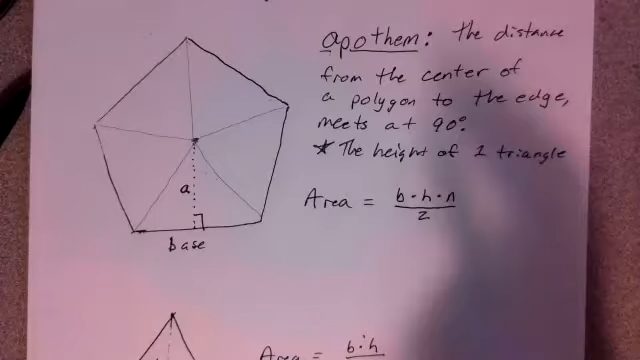 apothem: the distance
from the center of
a polygon to the edge,
meets at 90°.
* The height of 1 triangle
a
Area = b·h·n
2
base
Area = b·h